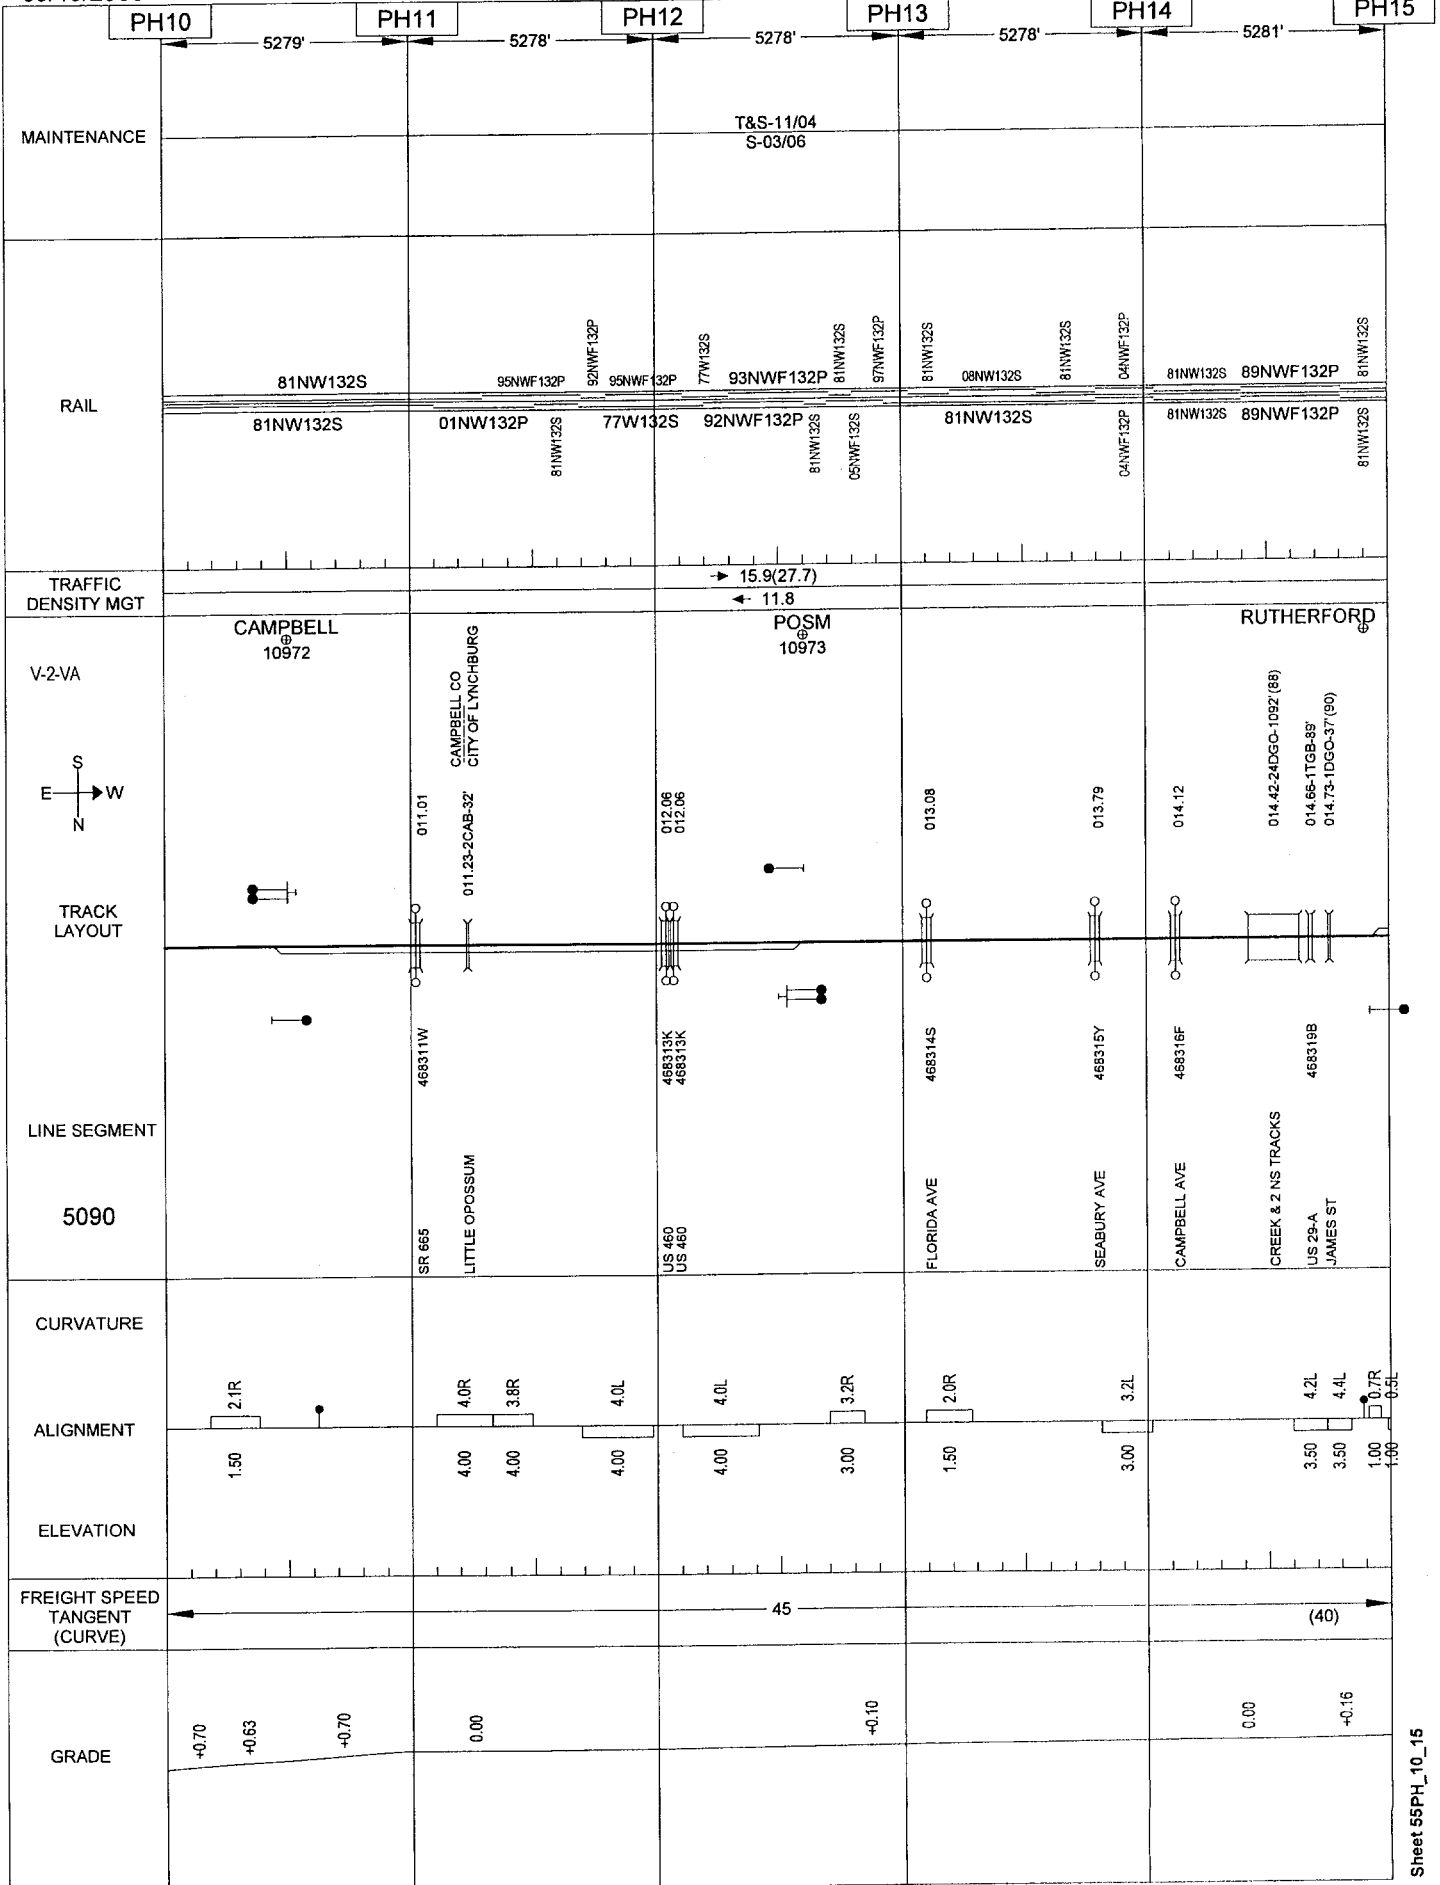 PH10
PH11
PH12
PH13
PH14
PH15
5279'
5278'
5278'
5278'
5281'
MAINTENANCE
T&S-11/04
S-03/06
RAIL
81NW132S
95NWF132P
92NWF132P
95NWF132P
77W132S
93NWF132P
81NW132S
97NWF132P
81NW132S
08NW132S
81NW132S
04NWF132P
81NW132S
89NWF132P
81NW132S
81NW132S
01NW132P
81NW132S
77W132S
92NWF132P
81NW132S
05NWF132S
81NW132S
04NWF132P
81NW132S
89NWF132P
81NW132S
TRAFFIC
DENSITY MGT
15.9(27.7)
11.8
V-2-VA
CAMPBELL
10972
POSM
10973
RUTHERFORD
CAMPBELL CO
CITY OF LYNCHBURG
S
E
W
N
011.01
011.23-2CAB-32'
012.06
012.06
013.08
013.79
014.12
014.42-24DGO-1092'(88)
014.66-1TGB-89'
014.73-1DGO-37'(90)
TRACK
LAYOUT
468311W
468313K
468313K
468314S
468315Y
468316F
468319B
LINE SEGMENT
5090
SR 665
LITTLE OPOSSUM
US 460
US 460
FLORIDA AVE
SEABURY AVE
CAMPBELL AVE
CREEK & 2 NS TRACKS
US 29-A
JAMES ST
CURVATURE
2.1R
4.0R
3.8R
4.0L
4.0L
3.2R
2.0R
3.2L
4.2L
4.4L
0.7R
0.5L
ALIGNMENT
1.50
4.00
4.00
4.00
4.00
3.00
1.50
3.00
3.50
3.50
1.00
1.00
ELEVATION
FREIGHT SPEED
TANGENT
(CURVE)
45
(40)
GRADE
+0.70
+0.63
+0.70
0.00
+0.10
0.00
+0.16
Sheet 55PH_10_15